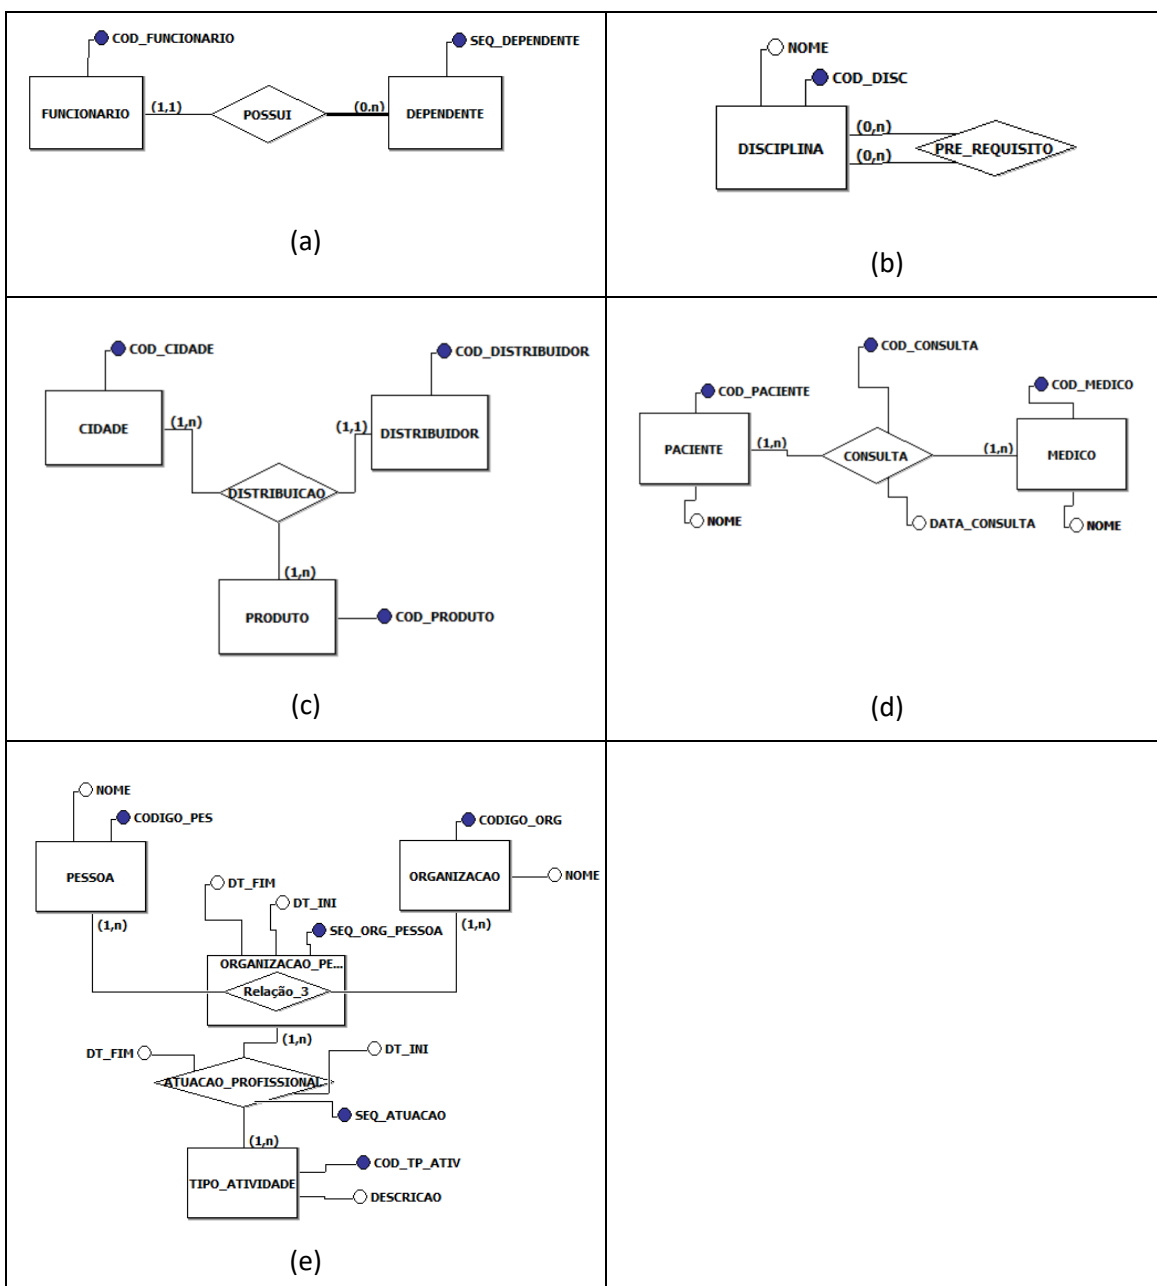 COD_FUNCIONARIO
SEQ_DEPENDENTE
FUNCIONARIO
(1,1)
POSSUI
(0.n)
DEPENDENTE
(a)
NOME
COD_DISC
DISCIPLINA
(0,n)
(0,n)
PRE_REQUISITO
(b)
COD_CIDADE
COD_DISTRIBUIDOR
CIDADE
(1,n)
(1,1)
DISTRIBUIDOR
DISTRIBUICAO
(1,n)
PRODUTO
COD_PRODUTO
(c)
COD_CONSULTA
COD_PACIENTE
COD_MEDICO
PACIENTE
(1,n)
CONSULTA
(1,n)
MEDICO
NOME
DATA_CONSULTA
NOME
(d)
NOME
CODIGO_PES
CODIGO_ORG
PESSOA
ORGANIZACAO
NOME
DT_FIM
DT_INI
(1,n)
(1,n)
SEQ_ORG_PESSOA
ORGANIZACAO_PE...
Relação_3
(1,n)
DT_FIM
DT_INI
ATUACAO_PROFISSIONAL
SEQ_ATUACAO
(1,n)
COD_TP_ATIV
TIPO_ATIVIDADE
DESCRICAO
(e)